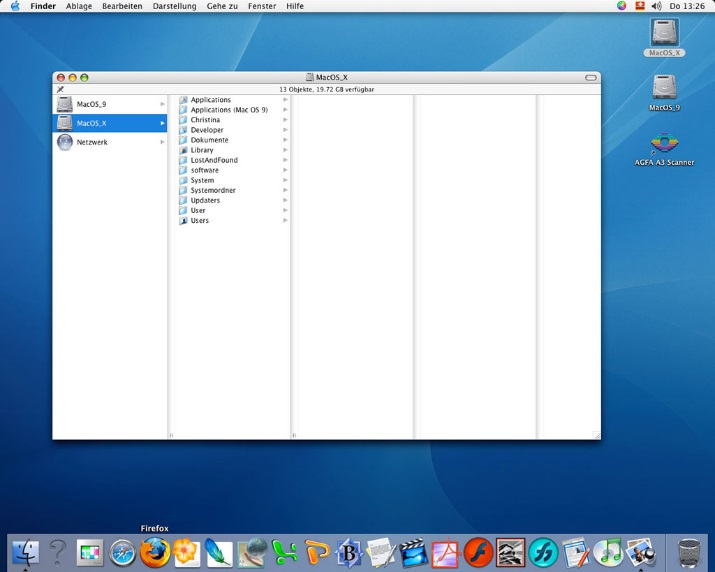 Finder Ablage Bearbeiten Darstellung Gehe zu Fenster Hilfe Do 13:26
MacOS_X
13 Objekte, 19.72 GB verfügbar
MacOS_9
MacOS_X
Netzwerk
Applications
Applications (Mac OS 9)
Christina
Developer
Dokumente
Library
LostAndFound
software
System
Systemordner
Updaters
User
Users
MacOS_X
MacOS_9
AGFA A3 Scanner
Firefox